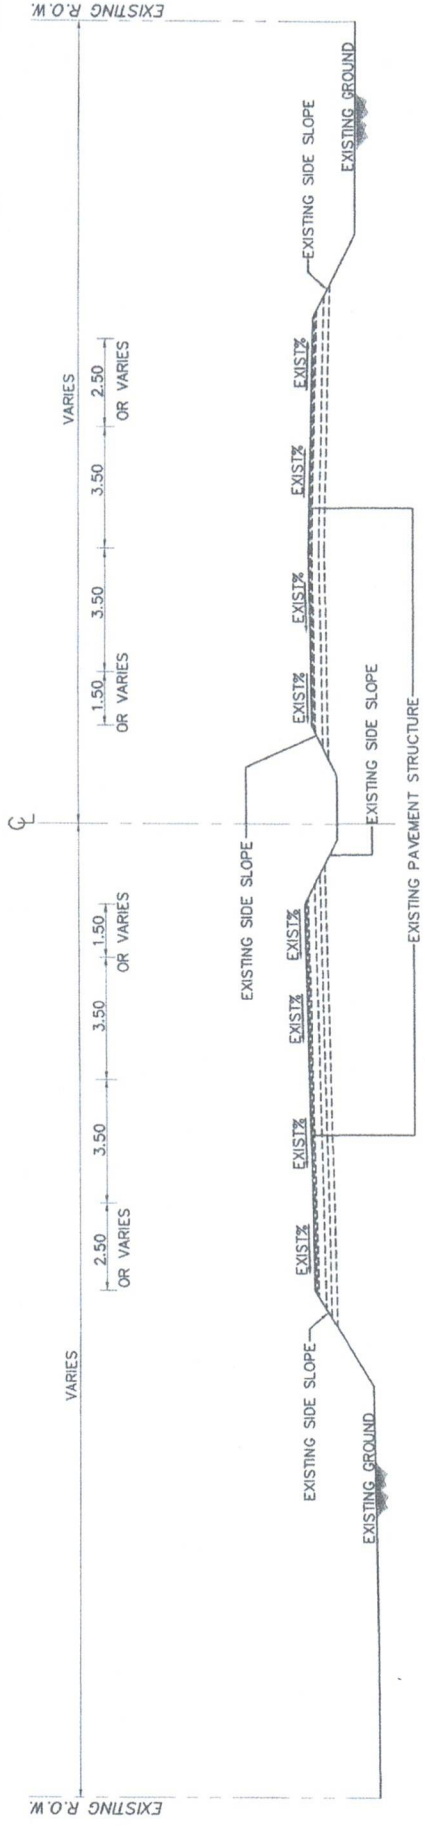 EXISTING R.O.W.
EXISTING R.O.W.
VARIES
VARIES
℄
2.50
OR VARIES
3.50
3.50
1.50
OR VARIES
1.50
OR VARIES
3.50
3.50
2.50
OR VARIES
EXISTING SIDE SLOPE
EXIST%
EXIST%
EXIST%
EXIST%
EXIST%
EXIST%
EXIST%
EXIST%
EXISTING SIDE SLOPE
EXISTING SIDE SLOPE
EXISTING SIDE SLOPE
EXISTING GROUND
EXISTING GROUND
EXISTING PAVEMENT STRUCTURE